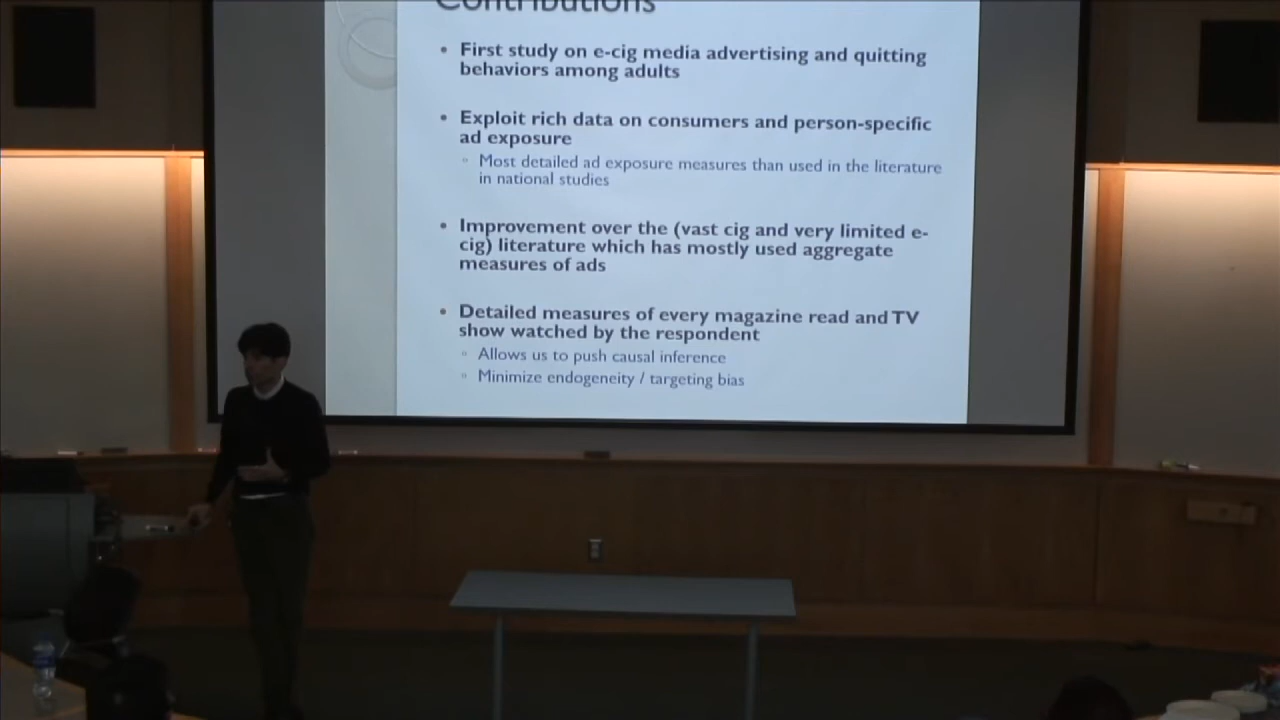 Contributions
• First study on e-cig media advertising and quitting
behaviors among adults
• Exploit rich data on consumers and person-specific
ad exposure
◦ Most detailed ad exposure measures than used in the literature
in national studies
• Improvement over the (vast cig and very limited e-
cig) literature which has mostly used aggregate
measures of ads
• Detailed measures of every magazine read and TV
show watched by the respondent
◦ Allows us to push causal inference
◦ Minimize endogeneity / targeting bias